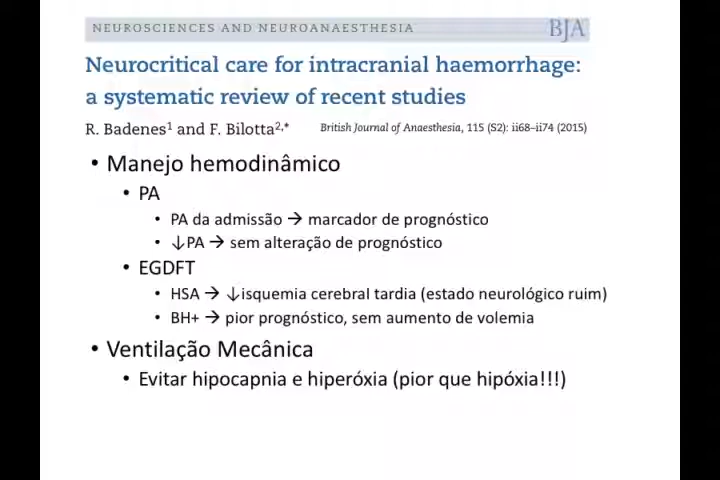 NEUROSCIENCES AND NEUROANAESTHESIA BJA
Neurocritical care for intracranial haemorrhage:
a systematic review of recent studies
R. Badenes1 and F. Bilotta2,* British Journal of Anaesthesia, 115 (S2): ii68–ii74 (2015)
• Manejo hemodinâmico
• PA
• PA da admissão → marcador de prognóstico
• ↓PA → sem alteração de prognóstico
• EGDFT
• HSA → ↓isquemia cerebral tardia (estado neurológico ruim)
• BH+ → pior prognóstico, sem aumento de volemia
• Ventilação Mecânica
• Evitar hipocapnia e hiperóxia (pior que hipóxia!!!)